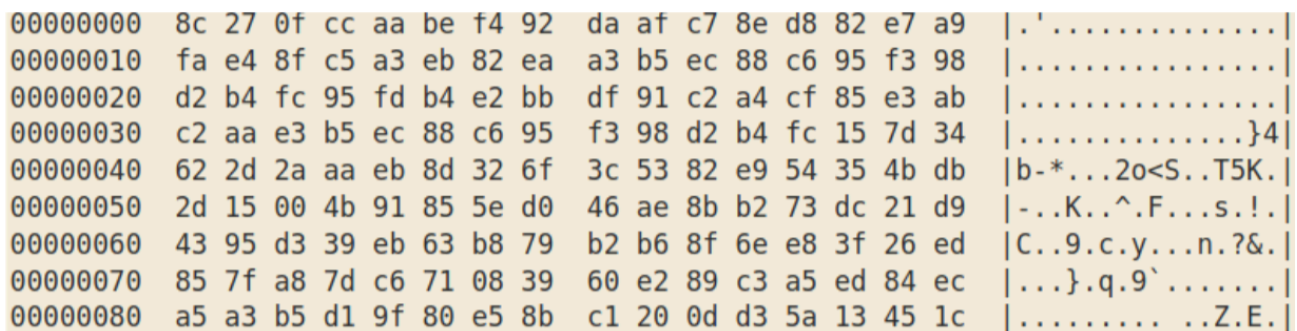 00000000  8c 27 0f cc aa be f4 92  da af c7 8e d8 82 e7 a9  |.'..............|
00000010  fa e4 8f c5 a3 eb 82 ea  a3 b5 ec 88 c6 95 f3 98  |................|
00000020  d2 b4 fc 95 fd b4 e2 bb  df 91 c2 a4 cf 85 e3 ab  |................|
00000030  c2 aa e3 b5 ec 88 c6 95  f3 98 d2 b4 fc 15 7d 34  |..............}4|
00000040  62 2d 2a aa eb 8d 32 6f  3c 53 82 e9 54 35 4b db  |b-*...2o<S..T5K.|
00000050  2d 15 00 4b 91 85 5e d0  46 ae 8b b2 73 dc 21 d9  |-..K..^.F...s.!.|
00000060  43 95 d3 39 eb 63 b8 79  b2 b6 8f 6e e8 3f 26 ed  |C..9.c.y...n.?&.|
00000070  85 7f a8 7d c6 71 08 39  60 e2 89 c3 a5 ed 84 ec  |...}.q.9`.......|
00000080  a5 a3 b5 d1 9f 80 e5 8b  c1 20 0d d3 5a 13 45 1c  |......... ..Z.E.|